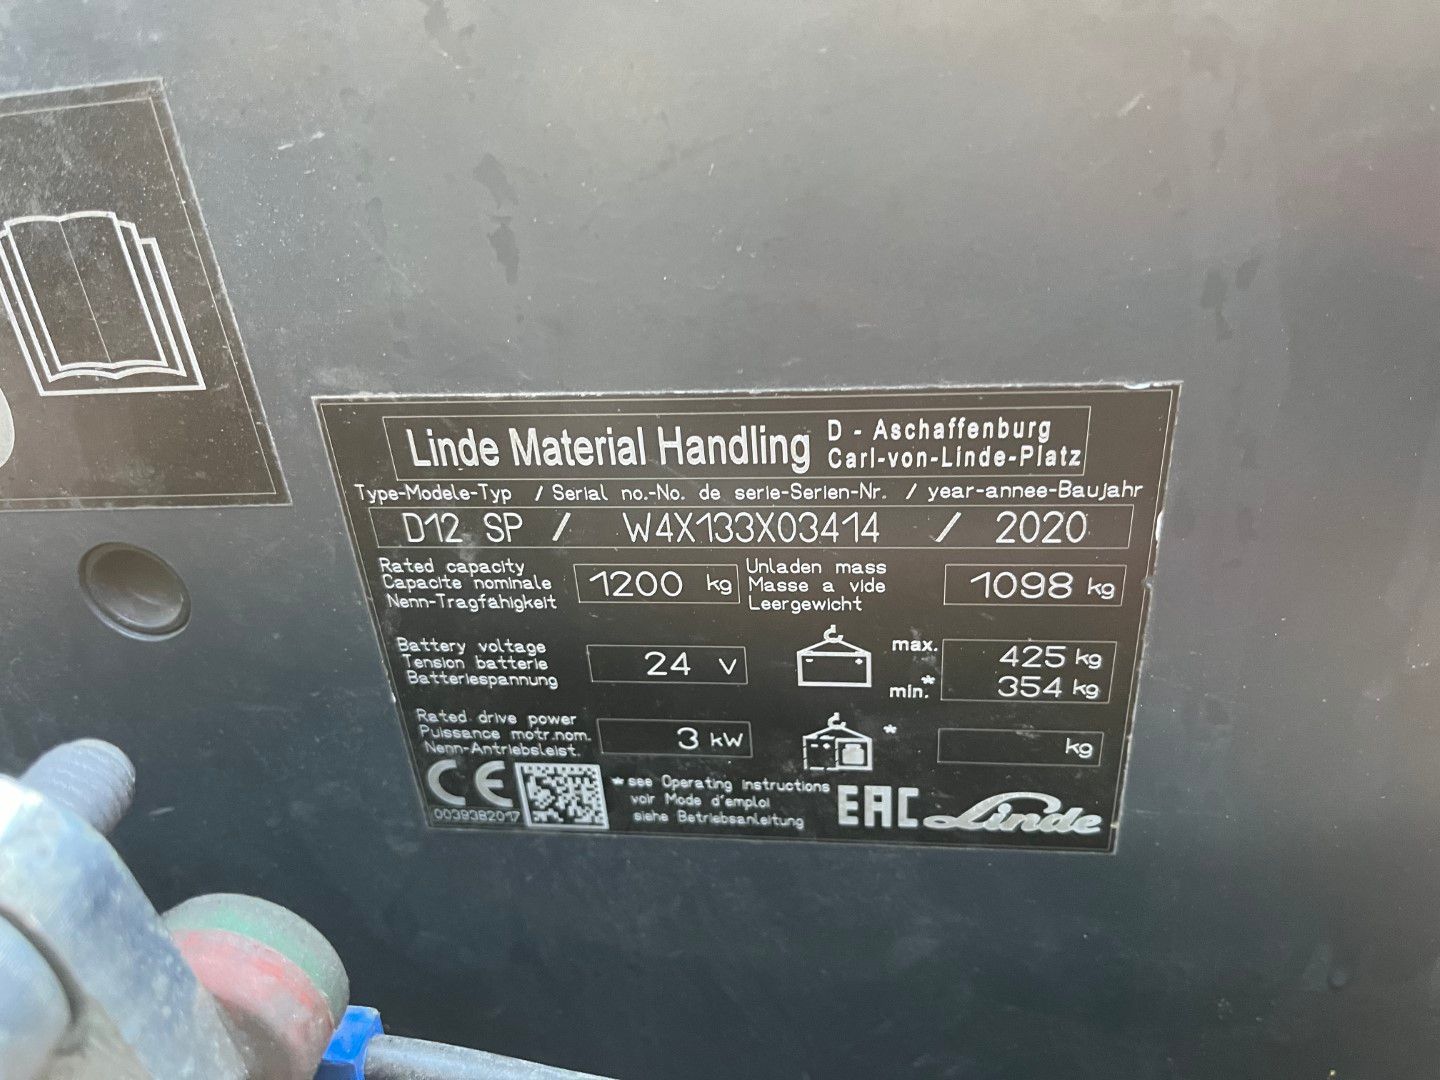 Linde Material Handling
D - Aschaffenburg
Carl-von-Linde-Platz
Type-Modele-Typ / Serial no.-No. de serie-Serien-Nr. / year-annee-Baujahr
D12 SP / W4X133X03414 / 2020
Rated capacity
Capacite nominale
Nenn-Tragfähigkeit
1200 kg
Unladen mass
Masse a vide
Leergewicht
1098 kg
Battery voltage
Tension batterie
Batteriespannung
24 V
max.
425 kg
min.*
354 kg
Rated drive power
Puissance motr.nom.
Nenn-Antriebsleist.
3 kW
*
kg
CE
0039382017
*see Operating instructions
voir Mode d'emploi
siehe Betriebsanleitung
EAC
Linde